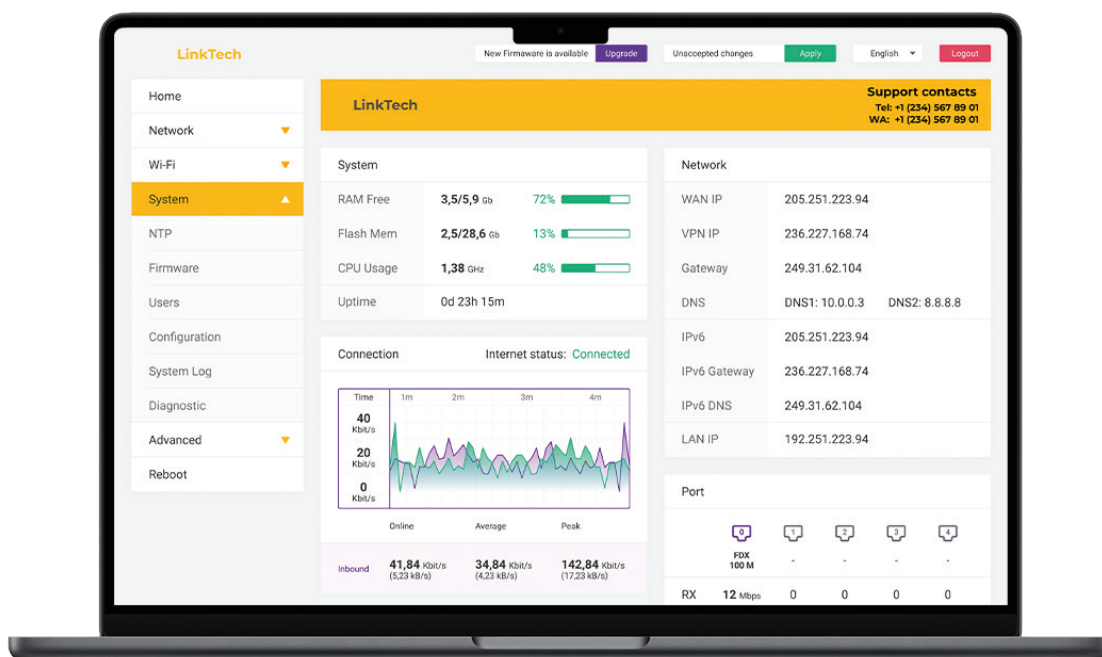 LinkTech
New Firmaware is available Upgrade
Unaccepted changes Apply
English
Logout
Home
Network
Wi-Fi
System
NTP
Firmware
Users
Configuration
System Log
Diagnostic
Advanced
Reboot
LinkTech
Support contacts
Tel: +1 (234) 567 89 01
WA: +1 (234) 567 89 01
System
RAM Free 3,5/5,9 Gb 72%
Flash Mem 2,5/28,6 Gb 13%
CPU Usage 1,38 GHz 48%
Uptime 0d 23h 15m
Connection Internet status: Connected
Time 1m 2m 3m 4m
40
Kbit/s
20
Kbit/s
0
Kbit/s
Online Average Peak
Inbound 41,84 Kbit/s 34,84 Kbit/s 142,84 Kbit/s
(5,23 kB/s) (4,23 kB/s) (17,23 kB/s)
Network
WAN IP 205.251.223.94
VPN IP 236.227.168.74
Gateway 249.31.62.104
DNS DNS1: 10.0.0.3 DNS2: 8.8.8.8
IPv6 205.251.223.94
IPv6 Gateway 236.227.168.74
IPv6 DNS 249.31.62.104
LAN IP 192.251.223.94
Port
0 1 2 3 4
FDX
100 M - - - -
RX 12 Mbps 0 0 0 0